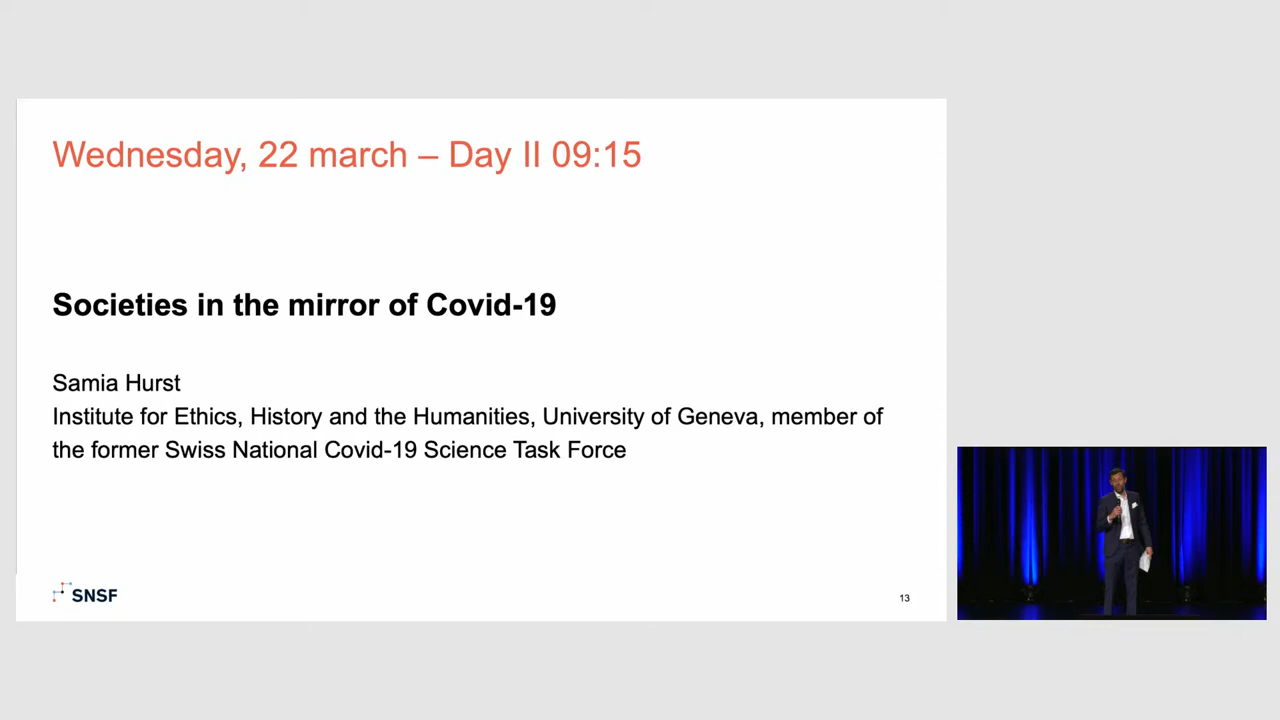 Wednesday, 22 march – Day II 09:15
Societies in the mirror of Covid-19
Samia Hurst
Institute for Ethics, History and the Humanities, University of Geneva, member of
the former Swiss National Covid-19 Science Task Force
SNSF
13